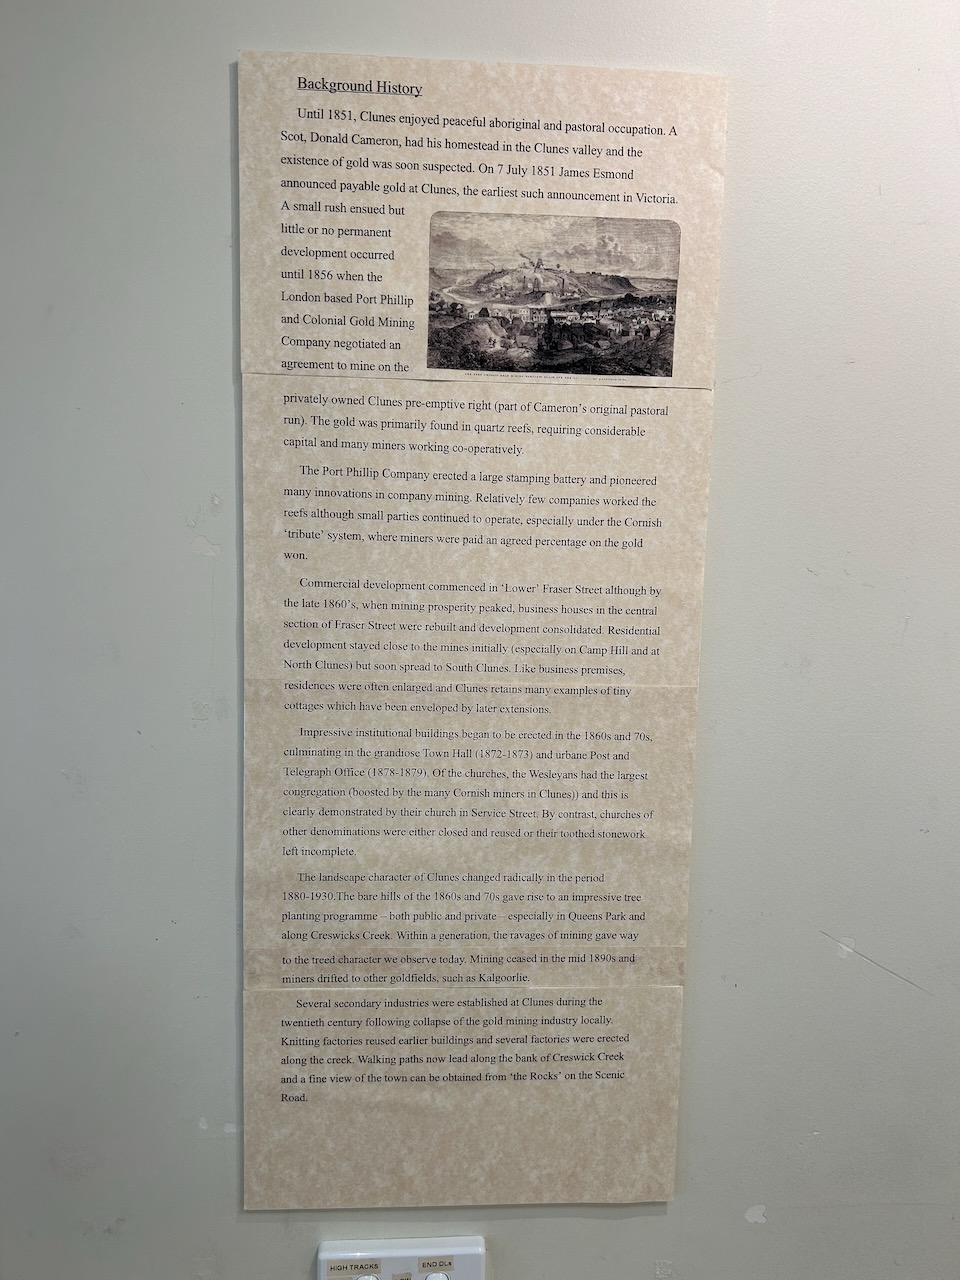 Background History
Until 1851, Clunes enjoyed peaceful aboriginal and pastoral occupation. A
Scot, Donald Cameron, had his homestead in the Clunes valley and the
existence of gold was soon suspected. On 7 July 1851 James Esmond
announced payable gold at Clunes, the earliest such announcement in Victoria.
A small rush ensued but
little or no permanent
development occurred
until 1856 when the
London based Port Phillip
and Colonial Gold Mining
Company negotiated an
agreement to mine on the
privately owned Clunes pre-emptive right (part of Cameron's original pastoral
run). The gold was primarily found in quartz reefs, requiring considerable
capital and many miners working co-operatively.
The Port Phillip Company erected a large stamping battery and pioneered
many innovations in company mining. Relatively few companies worked the
reefs although small parties continued to operate, especially under the Cornish
'tribute' system, where miners were paid an agreed percentage on the gold
won.
Commercial development commenced in 'Lower' Fraser Street although by
the late 1860's, when mining prosperity peaked, business houses in the central
section of Fraser Street were rebuilt and development consolidated. Residential
development stayed close to the mines initially (especially on Camp Hill and at
North Clunes) but soon spread to South Clunes. Like business premises,
residences were often enlarged and Clunes retains many examples of tiny
cottages which have been enveloped by later extensions.
Impressive institutional buildings began to be erected in the 1860s and 70s,
culminating in the grandiose Town Hall (1872-1873) and urbane Post and
Telegraph Office (1878-1879). Of the churches, the Wesleyans had the largest
congregation (boosted by the many Cornish miners in Clunes)) and this is
clearly demonstrated by their church in Service Street. By contrast, churches of
other denominations were either closed and reused or their toothed stonework
left incomplete.
The landscape character of Clunes changed radically in the period
1880-1930.The bare hills of the 1860s and 70s gave rise to an impressive tree
planting programme – both public and private – especially in Queens Park and
along Creswicks Creek. Within a generation, the ravages of mining gave way
to the treed character we observe today. Mining ceased in the mid 1890s and
miners drifted to other goldfields, such as Kalgoorlie.
Several secondary industries were established at Clunes during the
twentieth century following collapse of the gold mining industry locally.
Knitting factories reused earlier buildings and several factories were erected
along the creek. Walking paths now lead along the bank of Creswick Creek
and a fine view of the town can be obtained from 'the Rocks' on the Scenic
Road.
HIGH TRACKS
END DLs